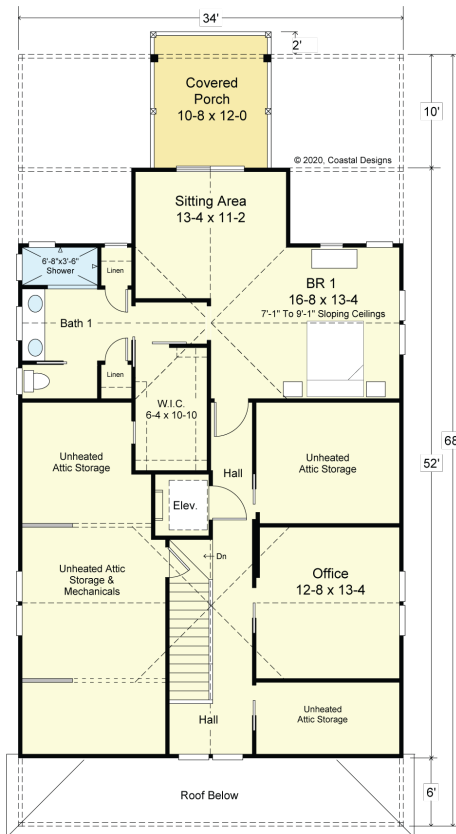 34'
2'
Covered
Porch
10-8 x 12-0
10'
© 2020, Coastal Designs
Sitting Area
13-4 x 11-2
6'-8"x3'-6"
Shower
Linen
BR 1
16-8 x 13-4
7'-1" To 9'-1" Sloping Ceilings
Bath 1
Linen
W.I.C.
6-4 x 10-10
Unheated
Attic Storage
Hall
Unheated
Attic Storage
68
52'
Elev.
Dn
Unheated Attic
Storage &
Mechanicals
Office
12-8 x 13-4
Hall
Unheated
Attic Storage
Roof Below
6'